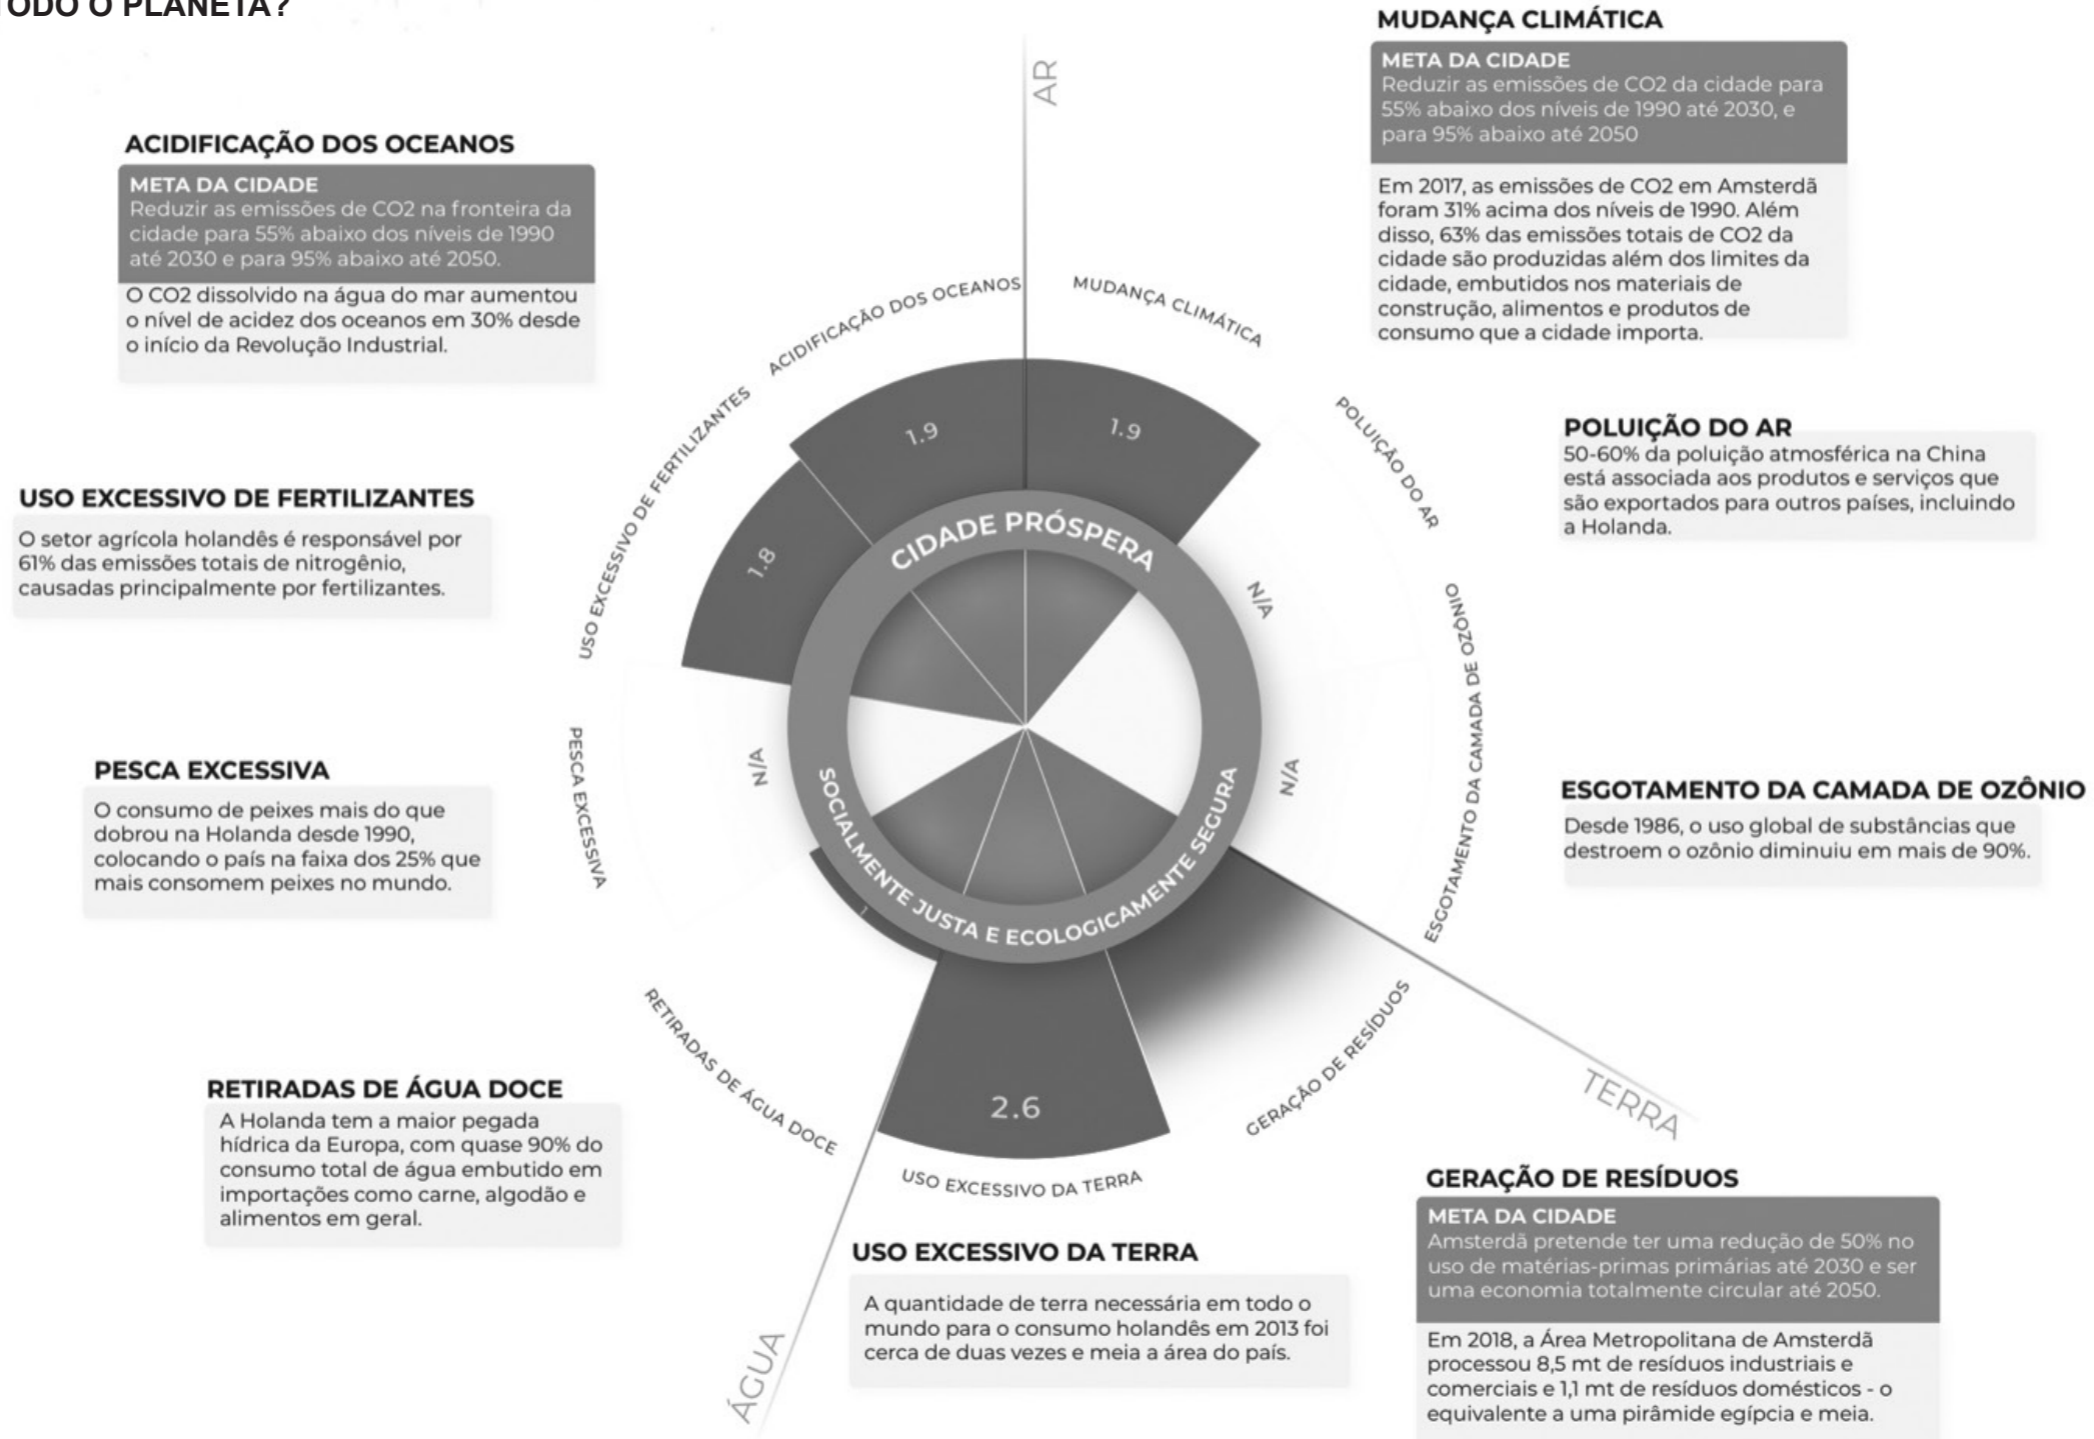 TODO O PLANETA?
MUDANÇA CLIMÁTICA
META DA CIDADE
Reduzir as emissões de CO2 da cidade para
55% abaixo dos níveis de 1990 até 2030, e
para 95% abaixo até 2050
Em 2017, as emissões de CO2 em Amsterdã
foram 31% acima dos níveis de 1990. Além
disso, 63% das emissões totais de CO2 da
cidade são produzidas além dos limites da
cidade, embutidos nos materiais de
construção, alimentos e produtos de
consumo que a cidade importa.
ACIDIFICAÇÃO DOS OCEANOS
META DA CIDADE
Reduzir as emissões de CO2 na fronteira da
cidade para 55% abaixo dos níveis de 1990
até 2030 e para 95% abaixo até 2050.
O CO2 dissolvido na água do mar aumentou
o nível de acidez dos oceanos em 30% desde
o início da Revolução Industrial.
USO EXCESSIVO DE FERTILIZANTES
O setor agrícola holandês é responsável por
61% das emissões totais de nitrogênio,
causadas principalmente por fertilizantes.
PESCA EXCESSIVA
O consumo de peixes mais do que
dobrou na Holanda desde 1990,
colocando o país na faixa dos 25% que
mais consomem peixes no mundo.
RETIRADAS DE ÁGUA DOCE
A Holanda tem a maior pegada
hídrica da Europa, com quase 90% do
consumo total de água embutido em
importações como carne, algodão e
alimentos em geral.
AR
ACIDIFICAÇÃO DOS OCEANOS
MUDANÇA CLIMÁTICA
POLUIÇÃO DO AR
ESGOTAMENTO DA CAMADA DE OZÔNIO
GERAÇÃO DE RESÍDUOS
USO EXCESSIVO DA TERRA
RETIRADAS DE ÁGUA DOCE
PESCA EXCESSIVA
USO EXCESSIVO DE FERTILIZANTES
1.9
1.9
1.8
N/A
N/A
N/A
1
2.6
CIDADE PRÓSPERA
SOCIALMENTE JUSTA E ECOLOGICAMENTE SEGURA
TERRA
ÁGUA
POLUIÇÃO DO AR
50-60% da poluição atmosférica na China
está associada aos produtos e serviços que
são exportados para outros países, incluindo
a Holanda.
ESGOTAMENTO DA CAMADA DE OZÔNIO
Desde 1986, o uso global de substâncias que
destroem o ozônio diminuiu em mais de 90%.
USO EXCESSIVO DA TERRA
A quantidade de terra necessária em todo o
mundo para o consumo holandês em 2013 foi
cerca de duas vezes e meia a área do país.
GERAÇÃO DE RESÍDUOS
META DA CIDADE
Amsterdã pretende ter uma redução de 50% no
uso de matérias-primas primárias até 2030 e ser
uma economia totalmente circular até 2050.
Em 2018, a Área Metropolitana de Amsterdã
processou 8,5 mt de resíduos industriais e
comerciais e 1,1 mt de resíduos domésticos - o
equivalente a uma pirâmide egípcia e meia.